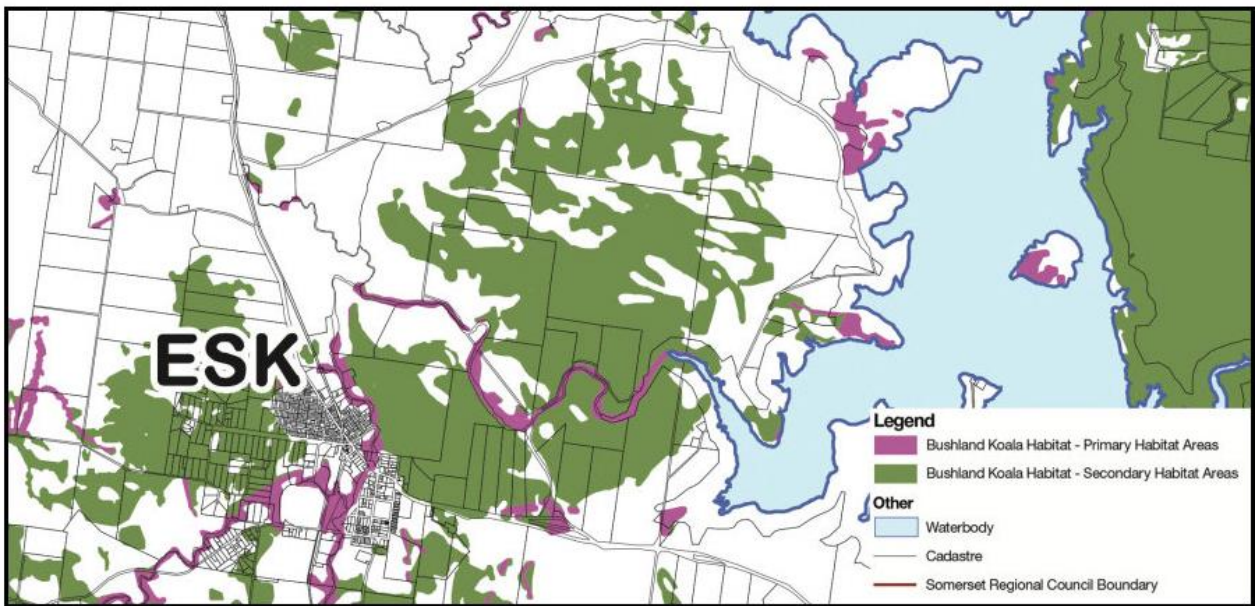 ESK
Legend
Bushland Koala Habitat - Primary Habitat Areas
Bushland Koala Habitat - Secondary Habitat Areas
Other
Waterbody
Cadastre
Somerset Regional Council Boundary